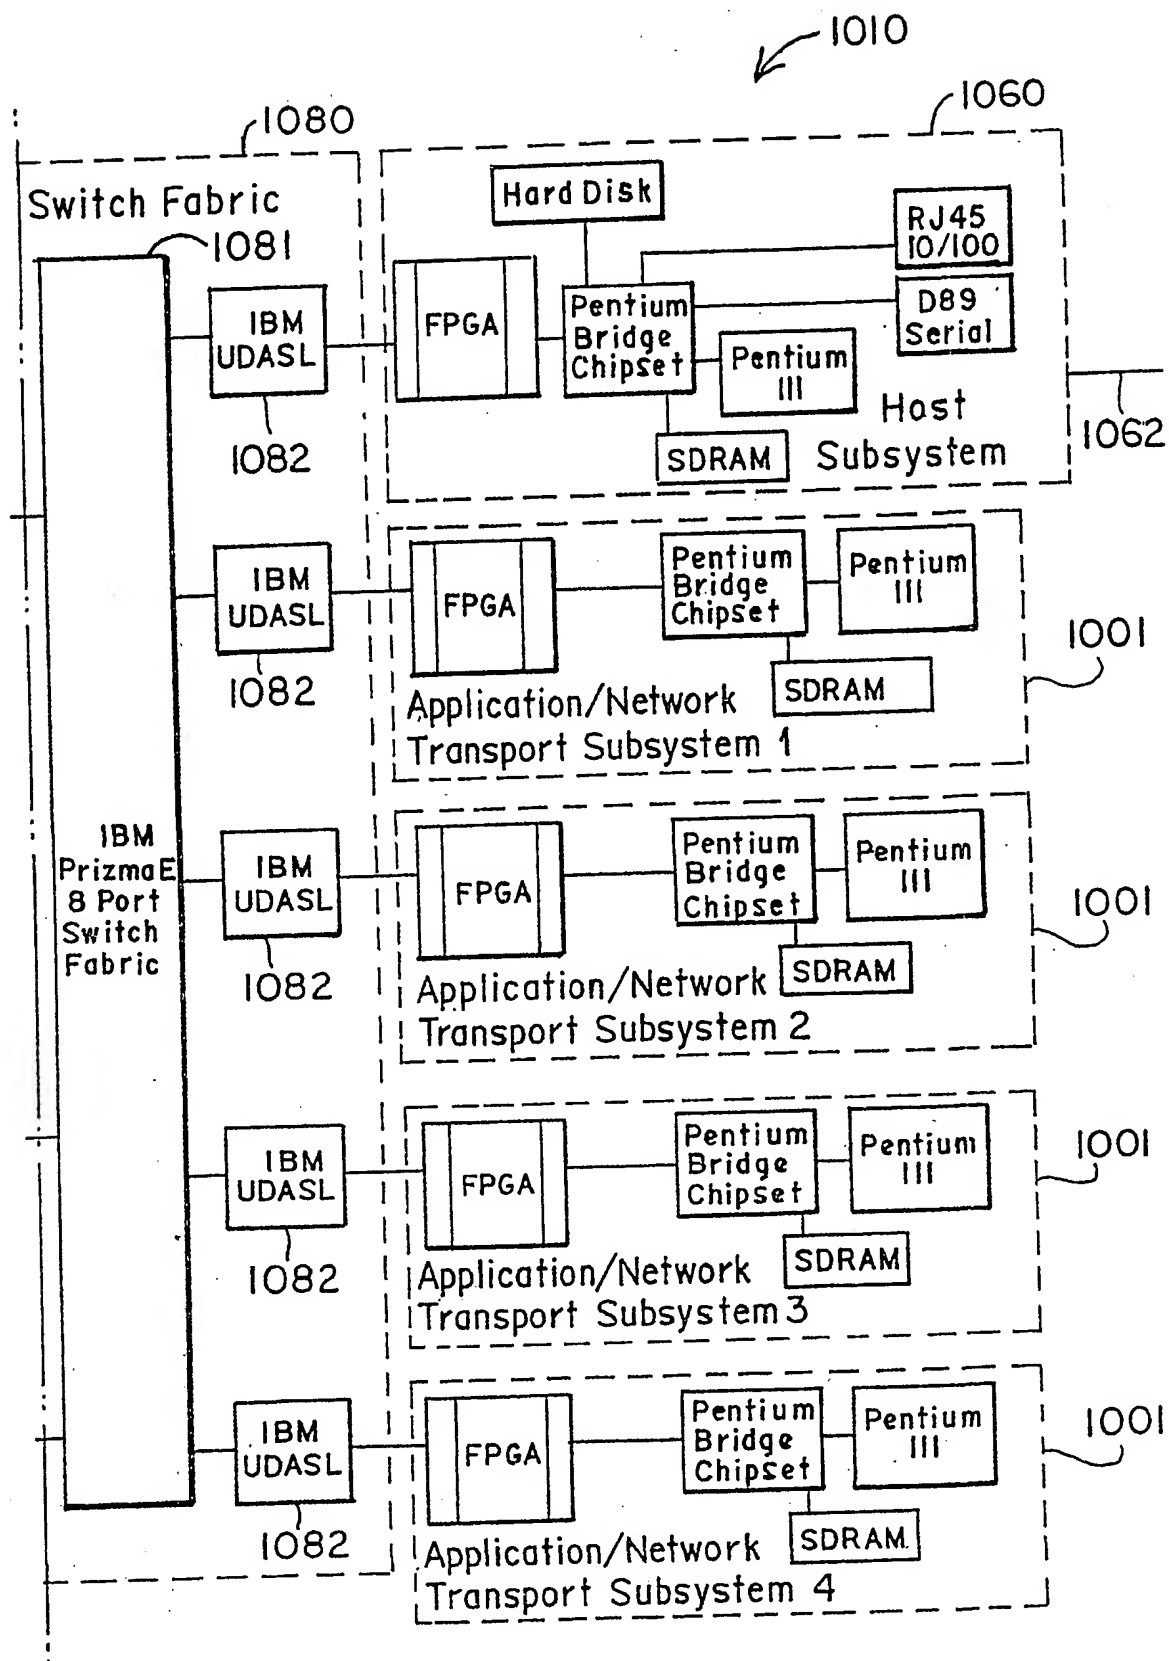 1010
1080
1060
Switch Fabric
1081
Hard Disk
RJ45
10/100
D89
Serial
IBM
UDASL
1082
FPGA
Pentium
Bridge
Chipset
Pentium
III
SDRAM
Host
Subsystem
1062
IBM
UDASL
1082
FPGA
Pentium
Bridge
Chipset
Pentium
III
SDRAM
Application/Network
Transport Subsystem 1
1001
IBM
PrizmaE
8 Port
Switch
Fabric
IBM
UDASL
1082
FPGA
Pentium
Bridge
Chipset
Pentium
III
SDRAM
Application/Network
Transport Subsystem 2
1001
IBM
UDASL
1082
FPGA
Pentium
Bridge
Chipset
Pentium
III
SDRAM
Application/Network
Transport Subsystem 3
1001
IBM
UDASL
1082
FPGA
Pentium
Bridge
Chipset
Pentium
III
SDRAM
Application/Network
Transport Subsystem 4
1001